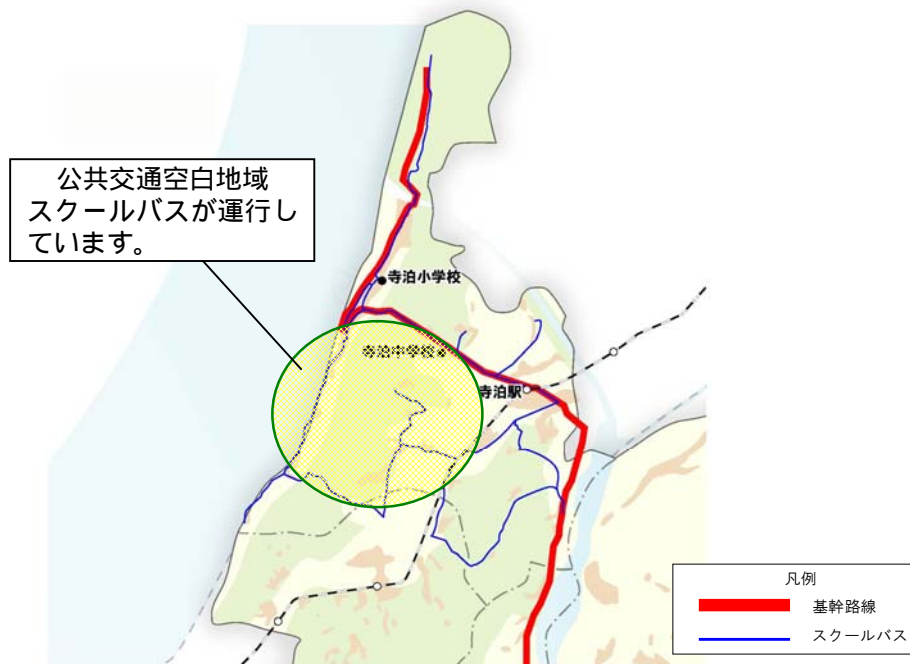 公共交通空白地域
スクールバスが運行し
ています。
寺泊小学校
寺泊中学校
寺泊駅
凡例
基幹路線
スクールバス